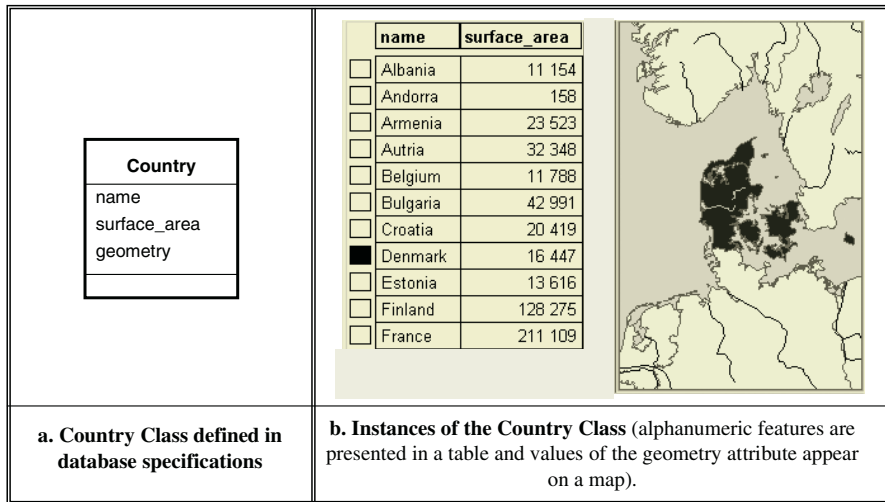 Country
name
surface_area
geometry
name surface_area
Albania 11 154
Andorra 158
Armenia 23 523
Autria 32 348
Belgium 11 788
Bulgaria 42 991
Croatia 20 419
Denmark 16 447
Estonia 13 616
Finland 128 275
France 211 109
a. Country Class defined in
database specifications
b. Instances of the Country Class (alphanumeric features are
presented in a table and values of the geometry attribute appear
on a map).